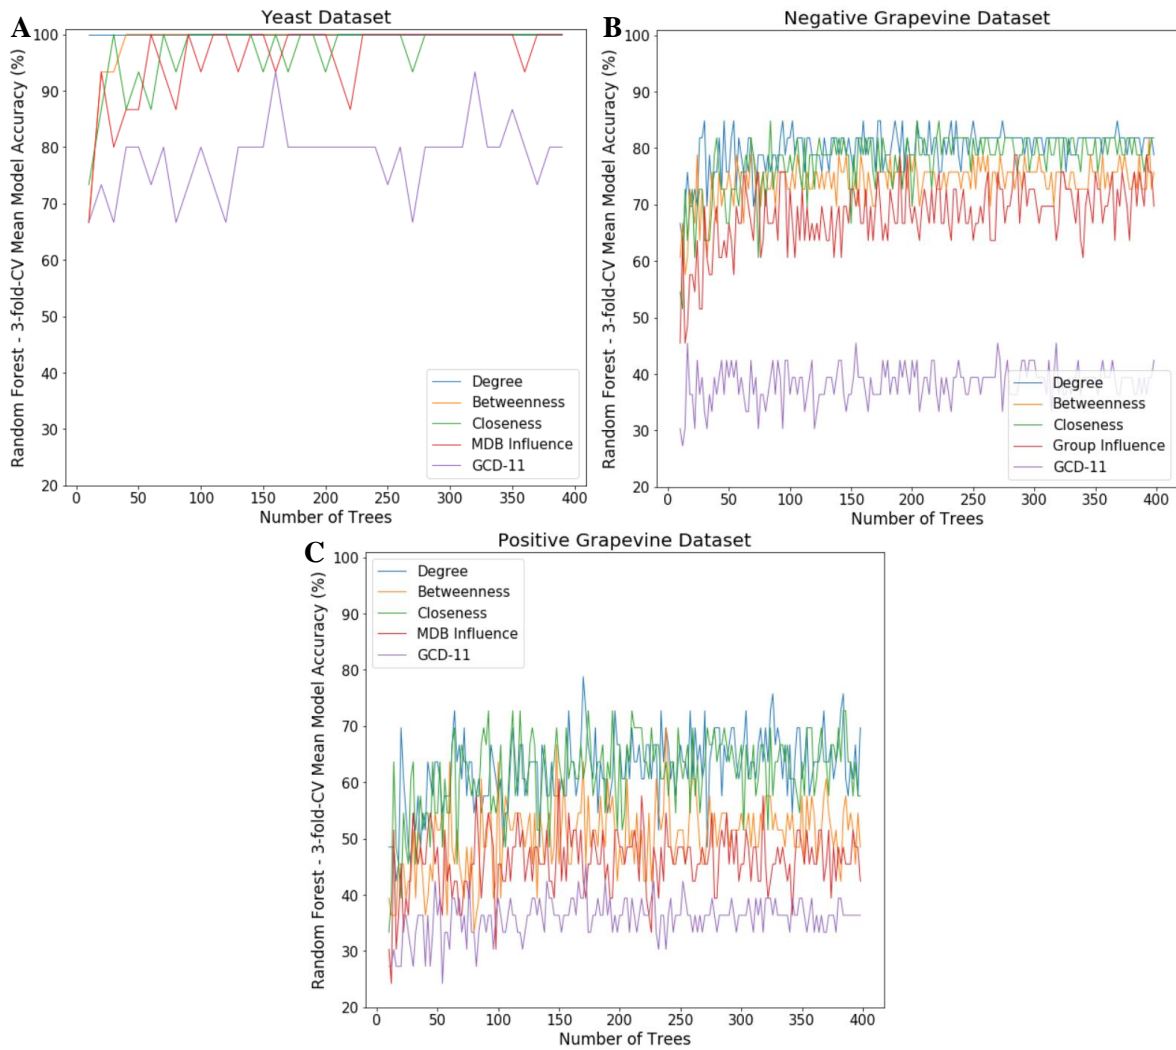 A
Yeast Dataset
Random Forest - 3-fold-CV Mean Model Accuracy (%)
100
90
80
70
60
50
40
30
20
Degree
Betweenness
Closeness
MDB Influence
GCD-11
0 50 100 150 200 250 300 350 400
Number of Trees
B
Negative Grapevine Dataset
Random Forest - 3-fold-CV Mean Model Accuracy (%)
100
90
80
70
60
50
40
30
20
Degree
Betweenness
Closeness
Group Influence
GCD-11
0 50 100 150 200 250 300 350 400
Number of Trees
C
Positive Grapevine Dataset
Random Forest - 3-fold-CV Mean Model Accuracy (%)
100
90
80
70
60
50
40
30
20
Degree
Betweenness
Closeness
MDB Influence
GCD-11
0 50 100 150 200 250 300 350 400
Number of Trees